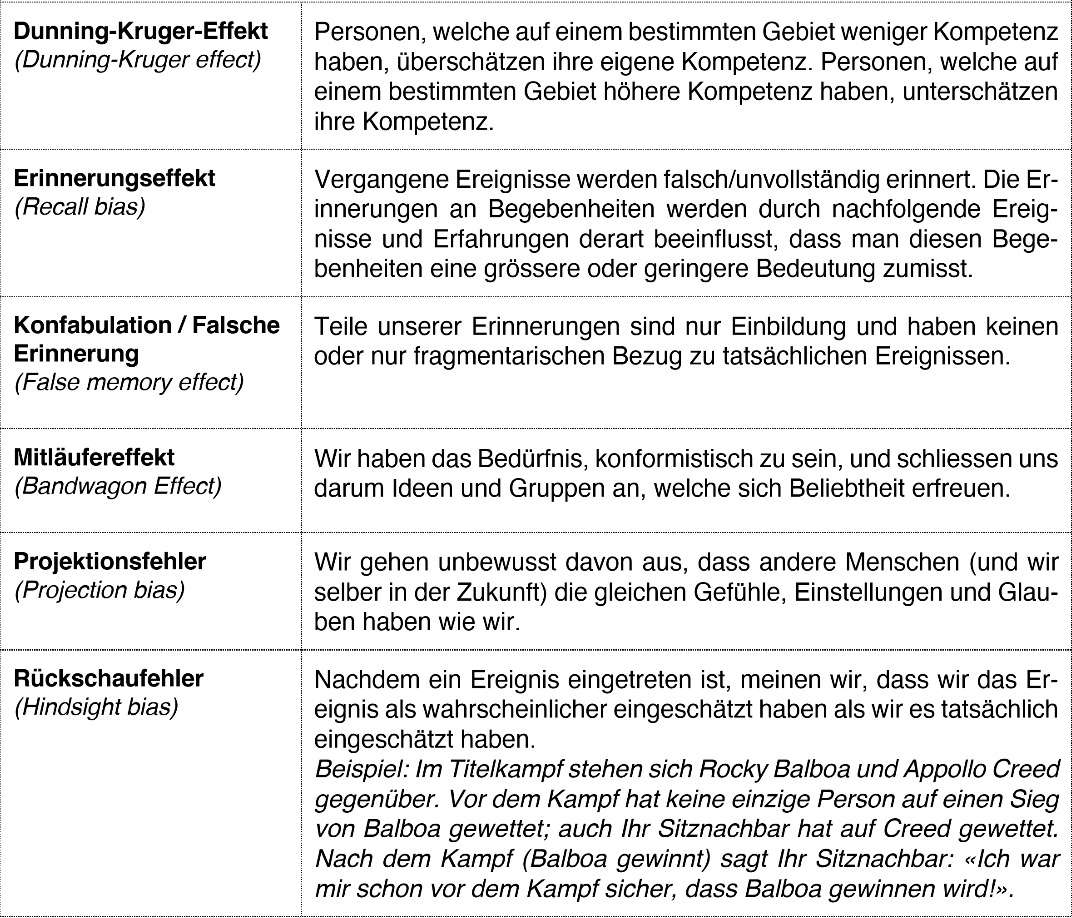 Dunning-Kruger-Effekt
(Dunning-Kruger effect)
Personen, welche auf einem bestimmten Gebiet weniger Kompetenz
haben, überschätzen ihre eigene Kompetenz. Personen, welche auf
einem bestimmten Gebiet höhere Kompetenz haben, unterschätzen
ihre Kompetenz.
Erinnerungseffekt
(Recall bias)
Vergangene Ereignisse werden falsch/unvollständig erinnert. Die Er-
innerungen an Begebenheiten werden durch nachfolgende Ereig-
nisse und Erfahrungen derart beeinflusst, dass man diesen Bege-
benheiten eine grössere oder geringere Bedeutung zumisst.
Konfabulation / Falsche
Erinnerung
(False memory effect)
Teile unserer Erinnerungen sind nur Einbildung und haben keinen
oder nur fragmentarischen Bezug zu tatsächlichen Ereignissen.
Mitläufereffekt
(Bandwagon Effect)
Wir haben das Bedürfnis, konformistisch zu sein, und schliessen uns
darum Ideen und Gruppen an, welche sich Beliebtheit erfreuen.
Projektionsfehler
(Projection bias)
Wir gehen unbewusst davon aus, dass andere Menschen (und wir
selber in der Zukunft) die gleichen Gefühle, Einstellungen und Glau-
ben haben wie wir.
Rückschaufehler
(Hindsight bias)
Nachdem ein Ereignis eingetreten ist, meinen wir, dass wir das Er-
eignis als wahrscheinlicher eingeschätzt haben als wir es tatsächlich
eingeschätzt haben.
Beispiel: Im Titelkampf stehen sich Rocky Balboa und Appollo Creed
gegenüber. Vor dem Kampf hat keine einzige Person auf einen Sieg
von Balboa gewettet; auch Ihr Sitznachbar hat auf Creed gewettet.
Nach dem Kampf (Balboa gewinnt) sagt Ihr Sitznachbar: «Ich war
mir schon vor dem Kampf sicher, dass Balboa gewinnen wird!».